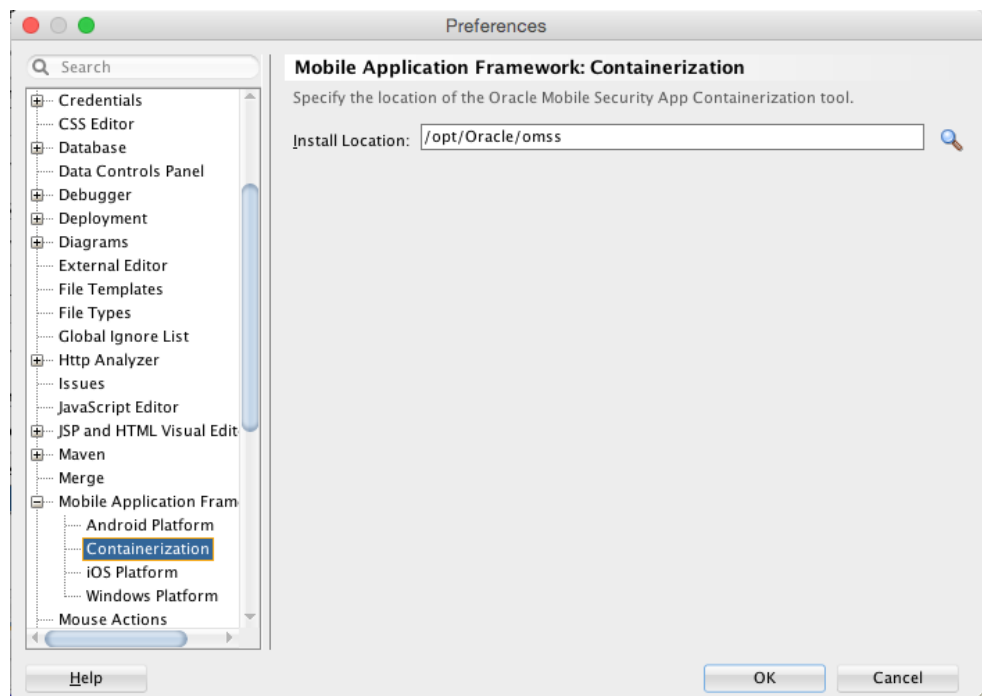 Preferences
Search
Credentials
CSS Editor
Database
Data Controls Panel
Debugger
Deployment
Diagrams
External Editor
File Templates
File Types
Global Ignore List
Http Analyzer
Issues
JavaScript Editor
JSP and HTML Visual Edit
Maven
Merge
Mobile Application Fram
Android Platform
Containerization
iOS Platform
Windows Platform
Mouse Actions
Mobile Application Framework: Containerization
Specify the location of the Oracle Mobile Security App Containerization tool.
Install Location: /opt/Oracle/omss
Help
OK
Cancel